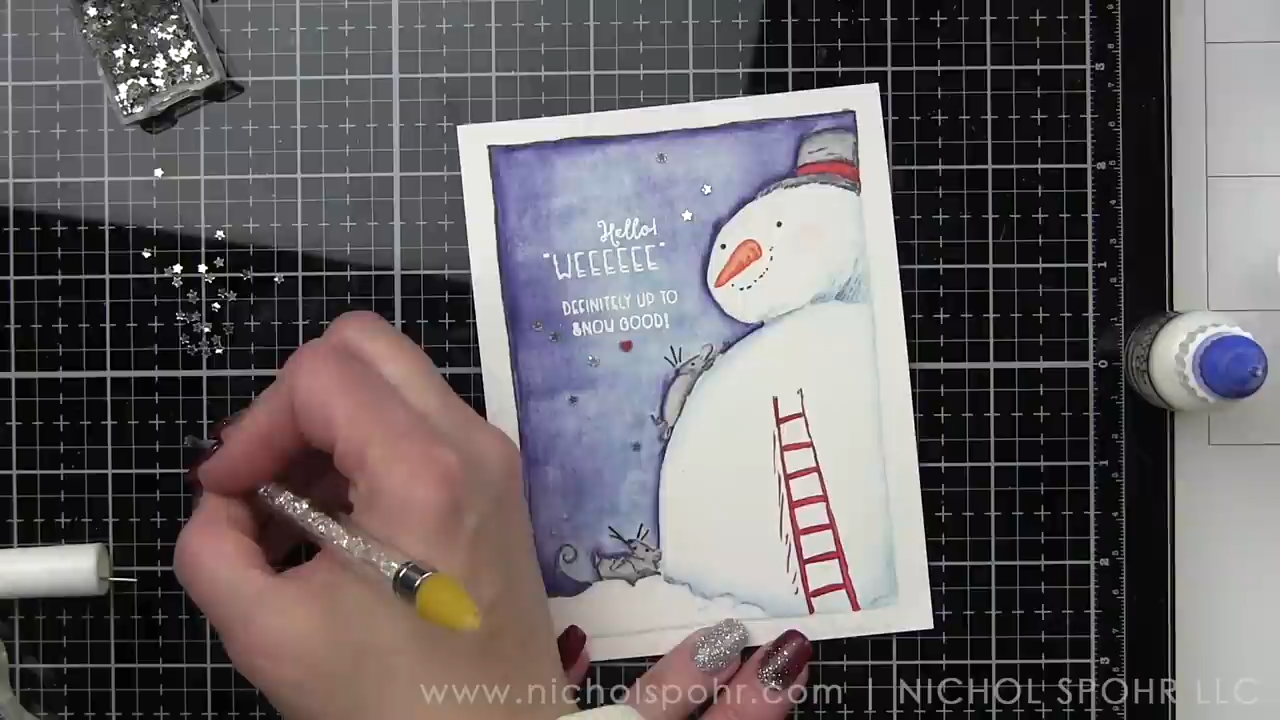 Hello!
"WEEEEEE"
DEFINITELY UP TO
SNOW GOOD!
www.nicholspohr.com | NICHOL SPOHR LLC